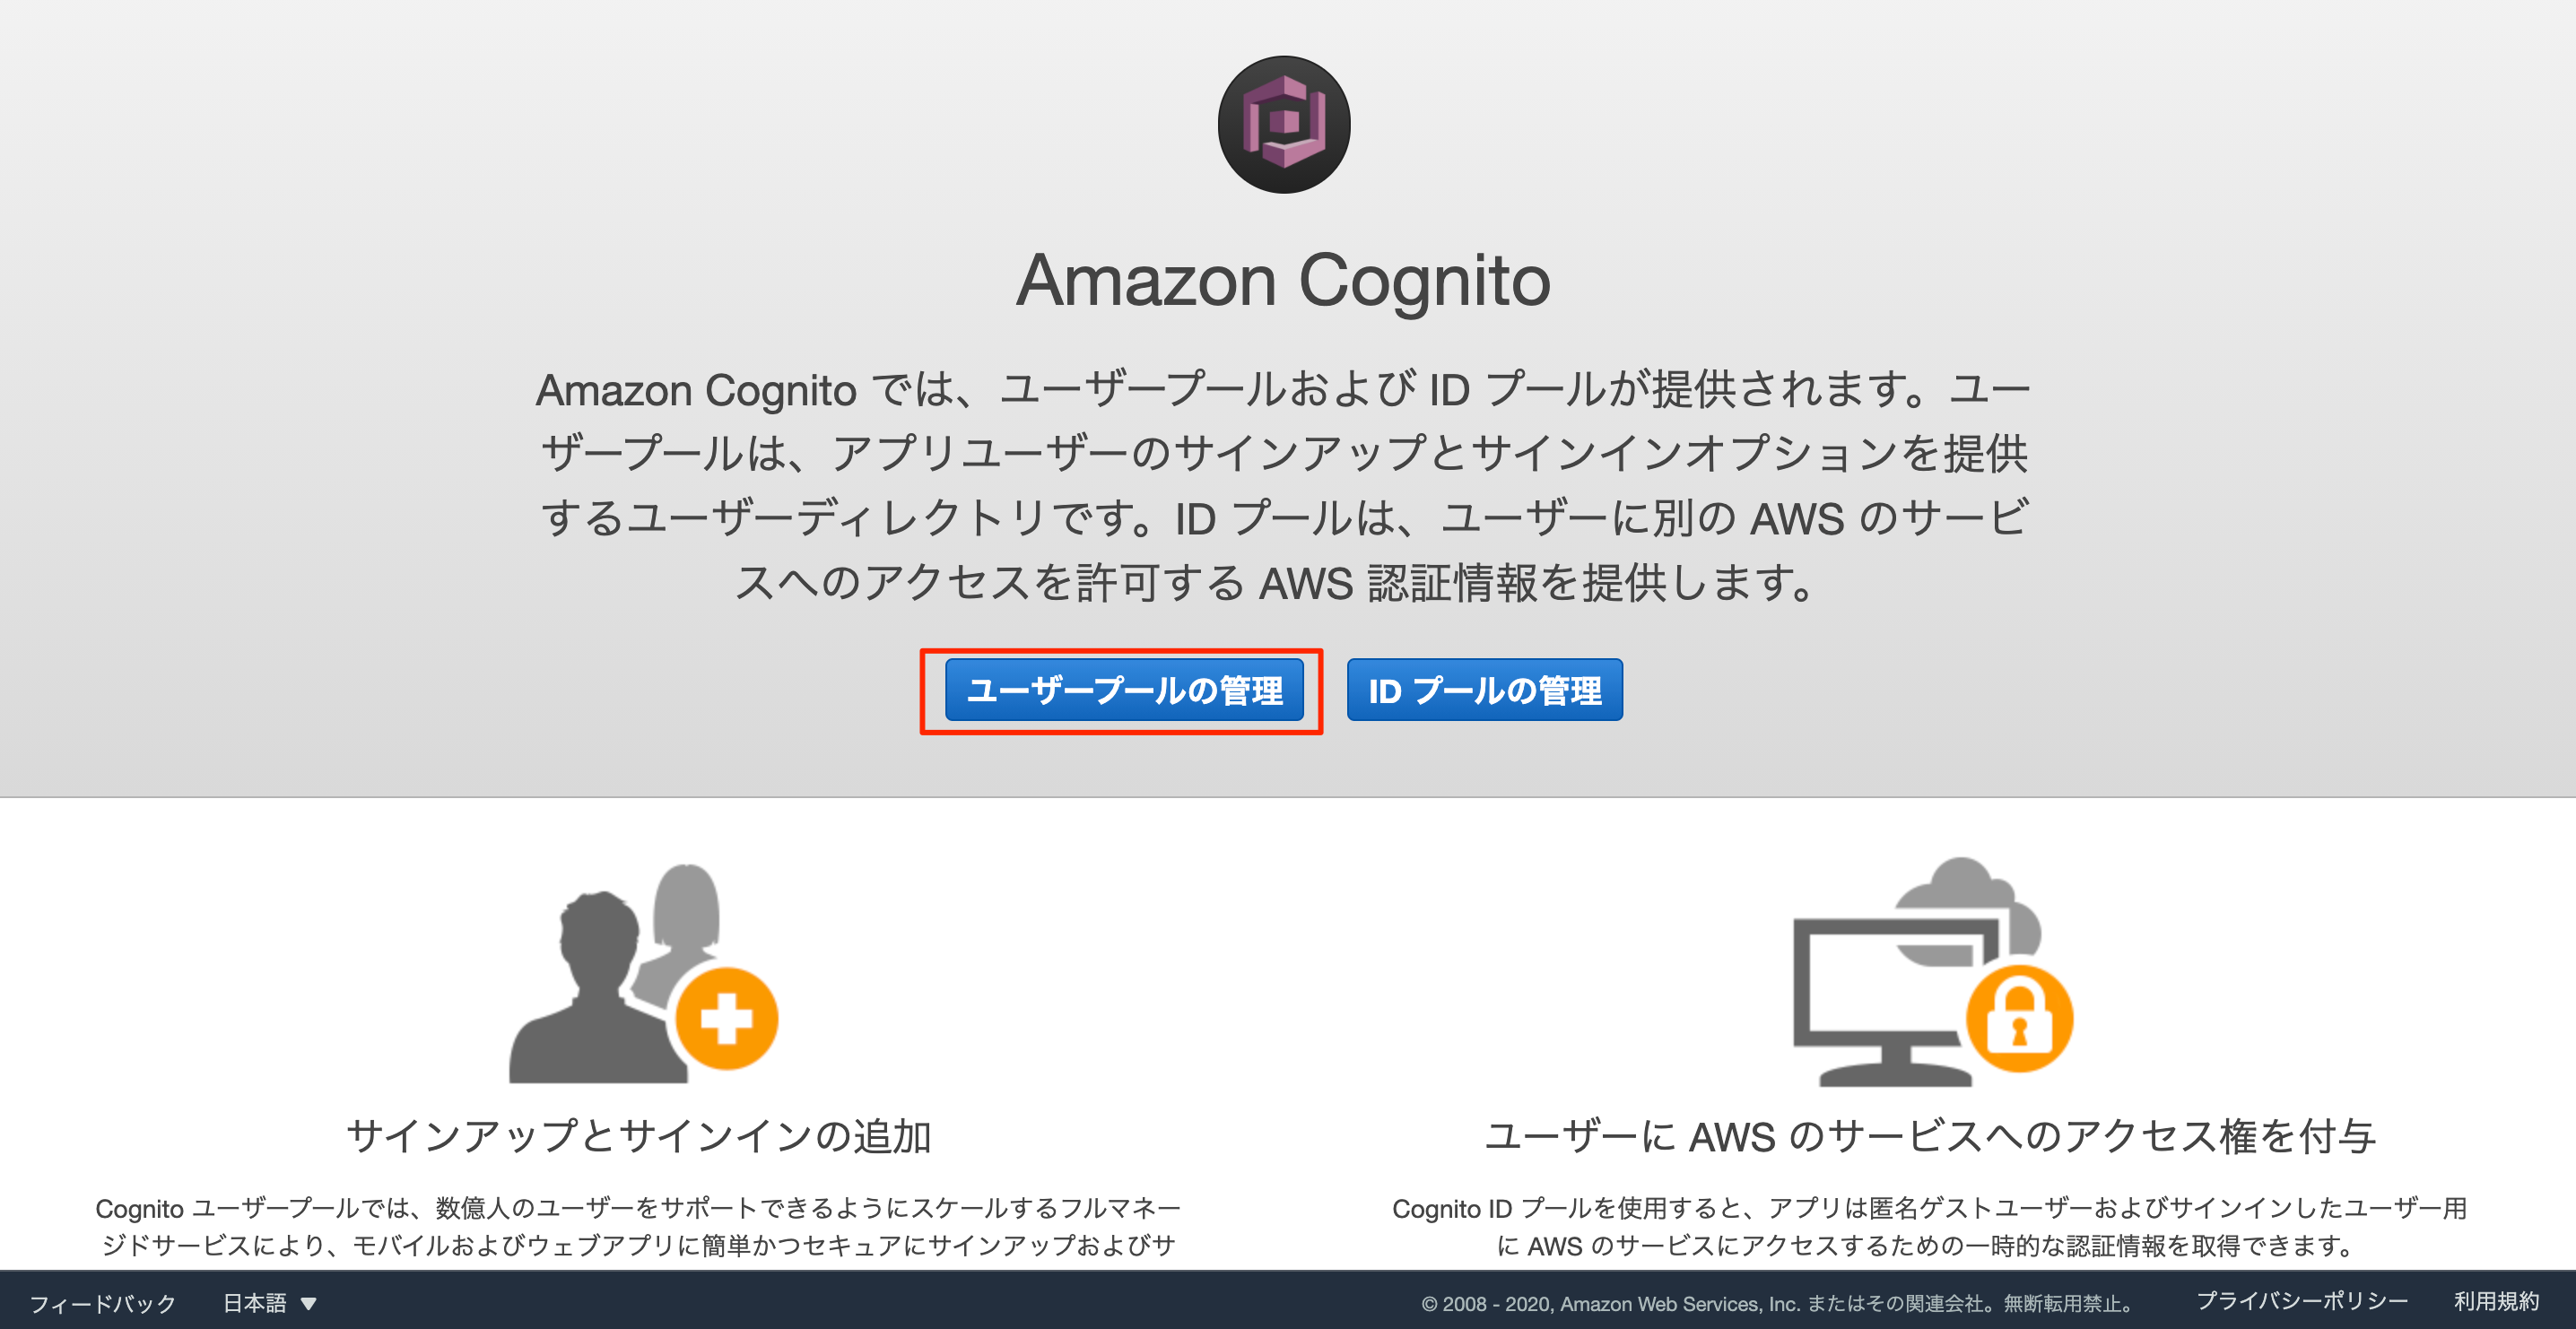 Amazon Cognito
Amazon Cognito では、ユーザープールおよび ID プールが提供されます。ユー
ザープールは、アプリユーザーのサインアップとサインインオプションを提供
するユーザーディレクトリです。ID プールは、ユーザーに別の AWS のサービ
スへのアクセスを許可する AWS 認証情報を提供します。
ユーザープールの管理
ID プールの管理
サインアップとサインインの追加
Cognito ユーザープールでは、数億人のユーザーをサポートできるようにスケールするフルマネー
ジドサービスにより、モバイルおよびウェブアプリに簡単かつセキュアにサインアップおよびサ
ユーザーに AWS のサービスへのアクセス権を付与
Cognito ID プールを使用すると、アプリは匿名ゲストユーザーおよびサインインしたユーザー用
に AWS のサービスにアクセスするための一時的な認証情報を取得できます。
フィードバック
日本語 ▼
© 2008 - 2020, Amazon Web Services, Inc. またはその関連会社。無断転用禁止。
プライバシーポリシー
利用規約